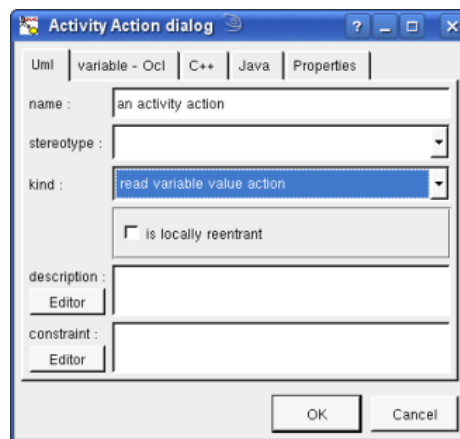 Activity Action dialog ?
Uml variable - Ocl C++ Java Properties
name : an activity action
stereotype :
kind : read variable value action
is locally reentrant
description :
Editor
constraint :
Editor
OK Cancel